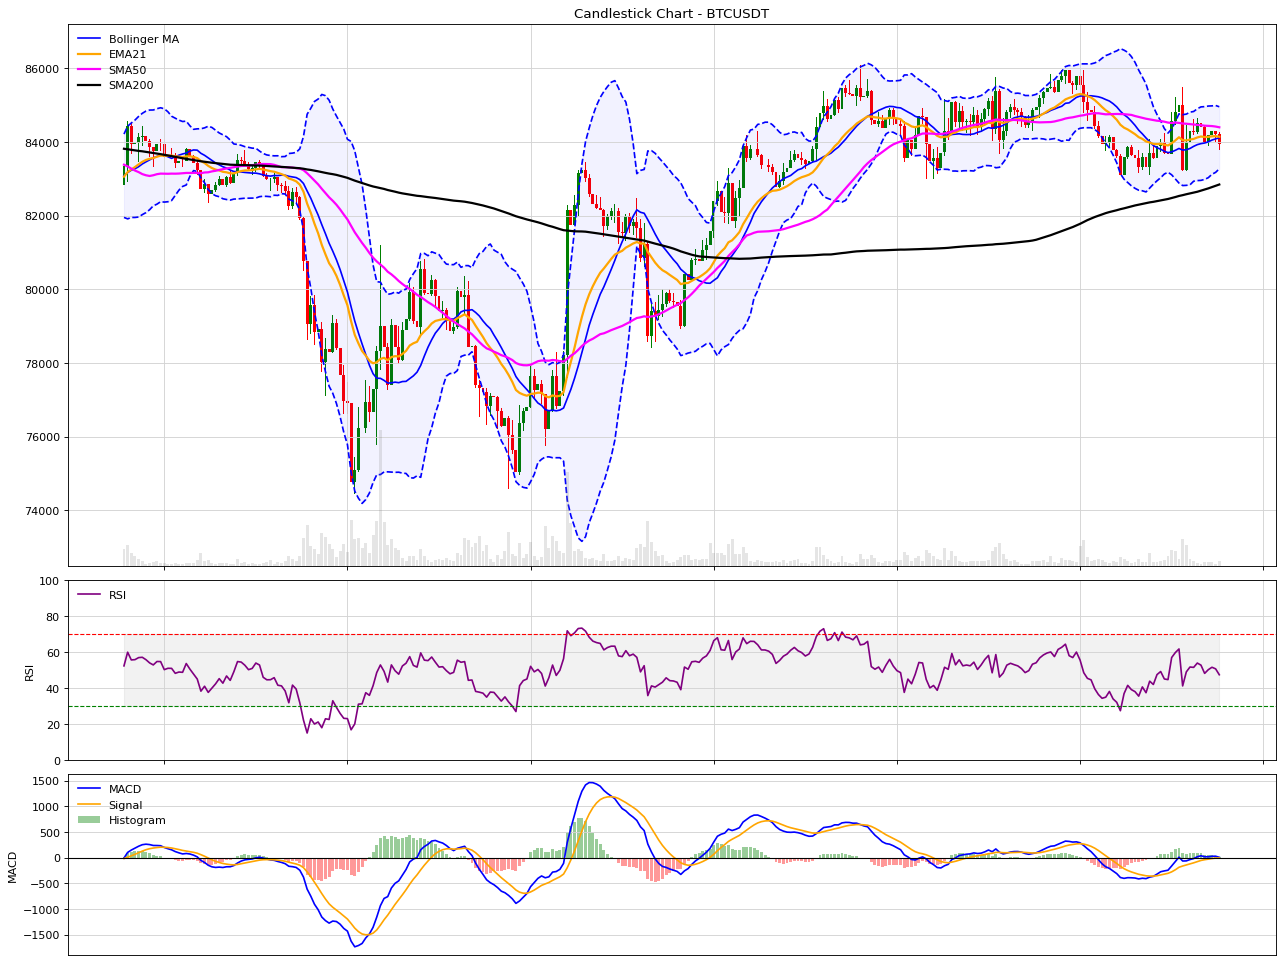 Candlestick Chart - BTCUSDT
Bollinger MA
EMA21
SMA50
SMA200
86000
84000
82000
80000
78000
76000
74000
RSI
100
80
60
40
20
0
RSI
MACD
Signal
Histogram
1500
1000
500
0
−500
−1000
−1500
MACD